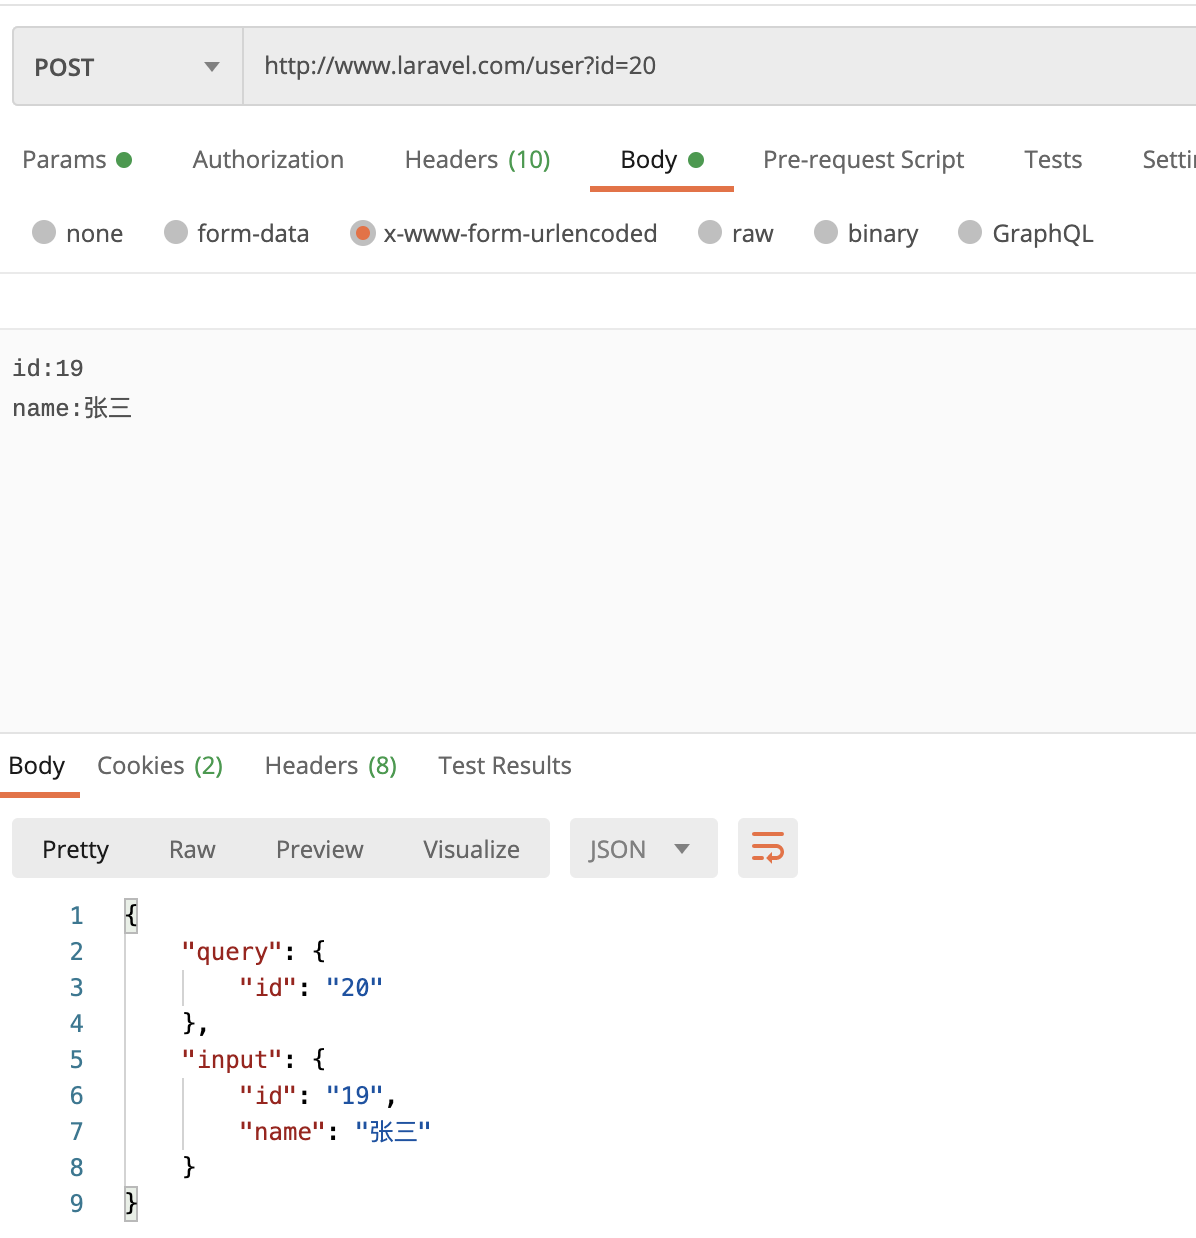 POST http://www.laravel.com/user?id=20
Params Authorization Headers (10) Body Pre-request Script Tests Setti
none form-data x-www-form-urlencoded raw binary GraphQL
id:19
name:张三
Body Cookies (2) Headers (8) Test Results
Pretty Raw Preview Visualize JSON
1 {
2 "query": {
3 "id": "20"
4 },
5 "input": {
6 "id": "19",
7 "name": "张三"
8 }
9 }